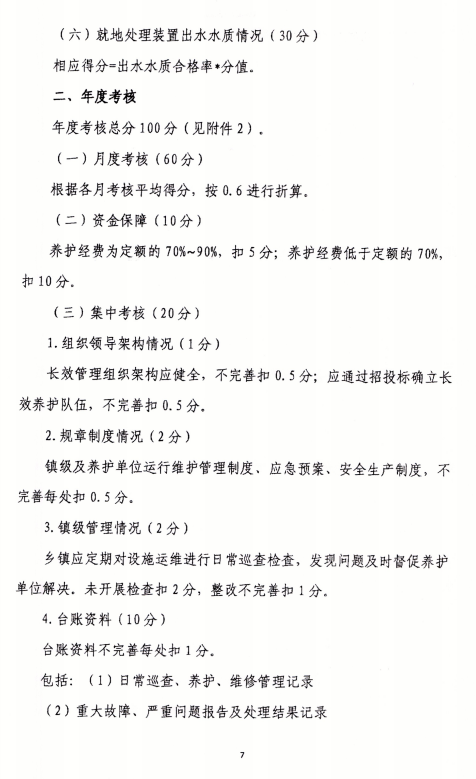 （六）就地处理装置出水水质情况（30分）
相应得分=出水水质合格率*分值。
二、年度考核
年度考核总分100分（见附件2）。
（一）月度考核（60分）
根据各月考核平均得分，按0.6进行折算。
（二）资金保障（10分）
养护经费为定额的70%~90%，扣5分；养护经费低于定额的70%，
扣10分。
（三）集中考核（20分）
1.组织领导架构情况（1分）
长效管理组织架构应健全，不完善扣0.5分；应通过招投标确立长
效养护队伍，不完善扣0.5分。
2.规章制度情况（2分）
镇级及养护单位运行维护管理制度、应急预案、安全生产制度，不
完善每处扣0.5分。
3.镇级管理情况（2分）
乡镇应定期对设施运维进行日常巡查检查，发现问题及时督促养护
单位解决。未开展检查扣2分，整改不完善扣1分。
4.台账资料（10分）
台账资料不完善每处扣1分。
包括：（1）日常巡查、养护、维修管理记录
（2）重大故障、严重问题报告及处理结果记录
7